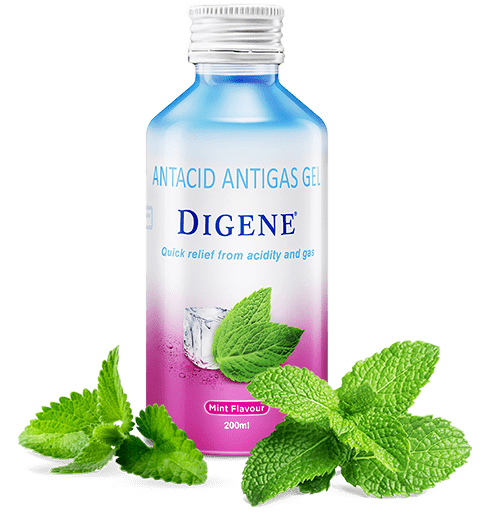 ANTACID ANTIGAS GEL
DIGENE®
Quick relief from acidity and gas
Mint Flavour
200ml